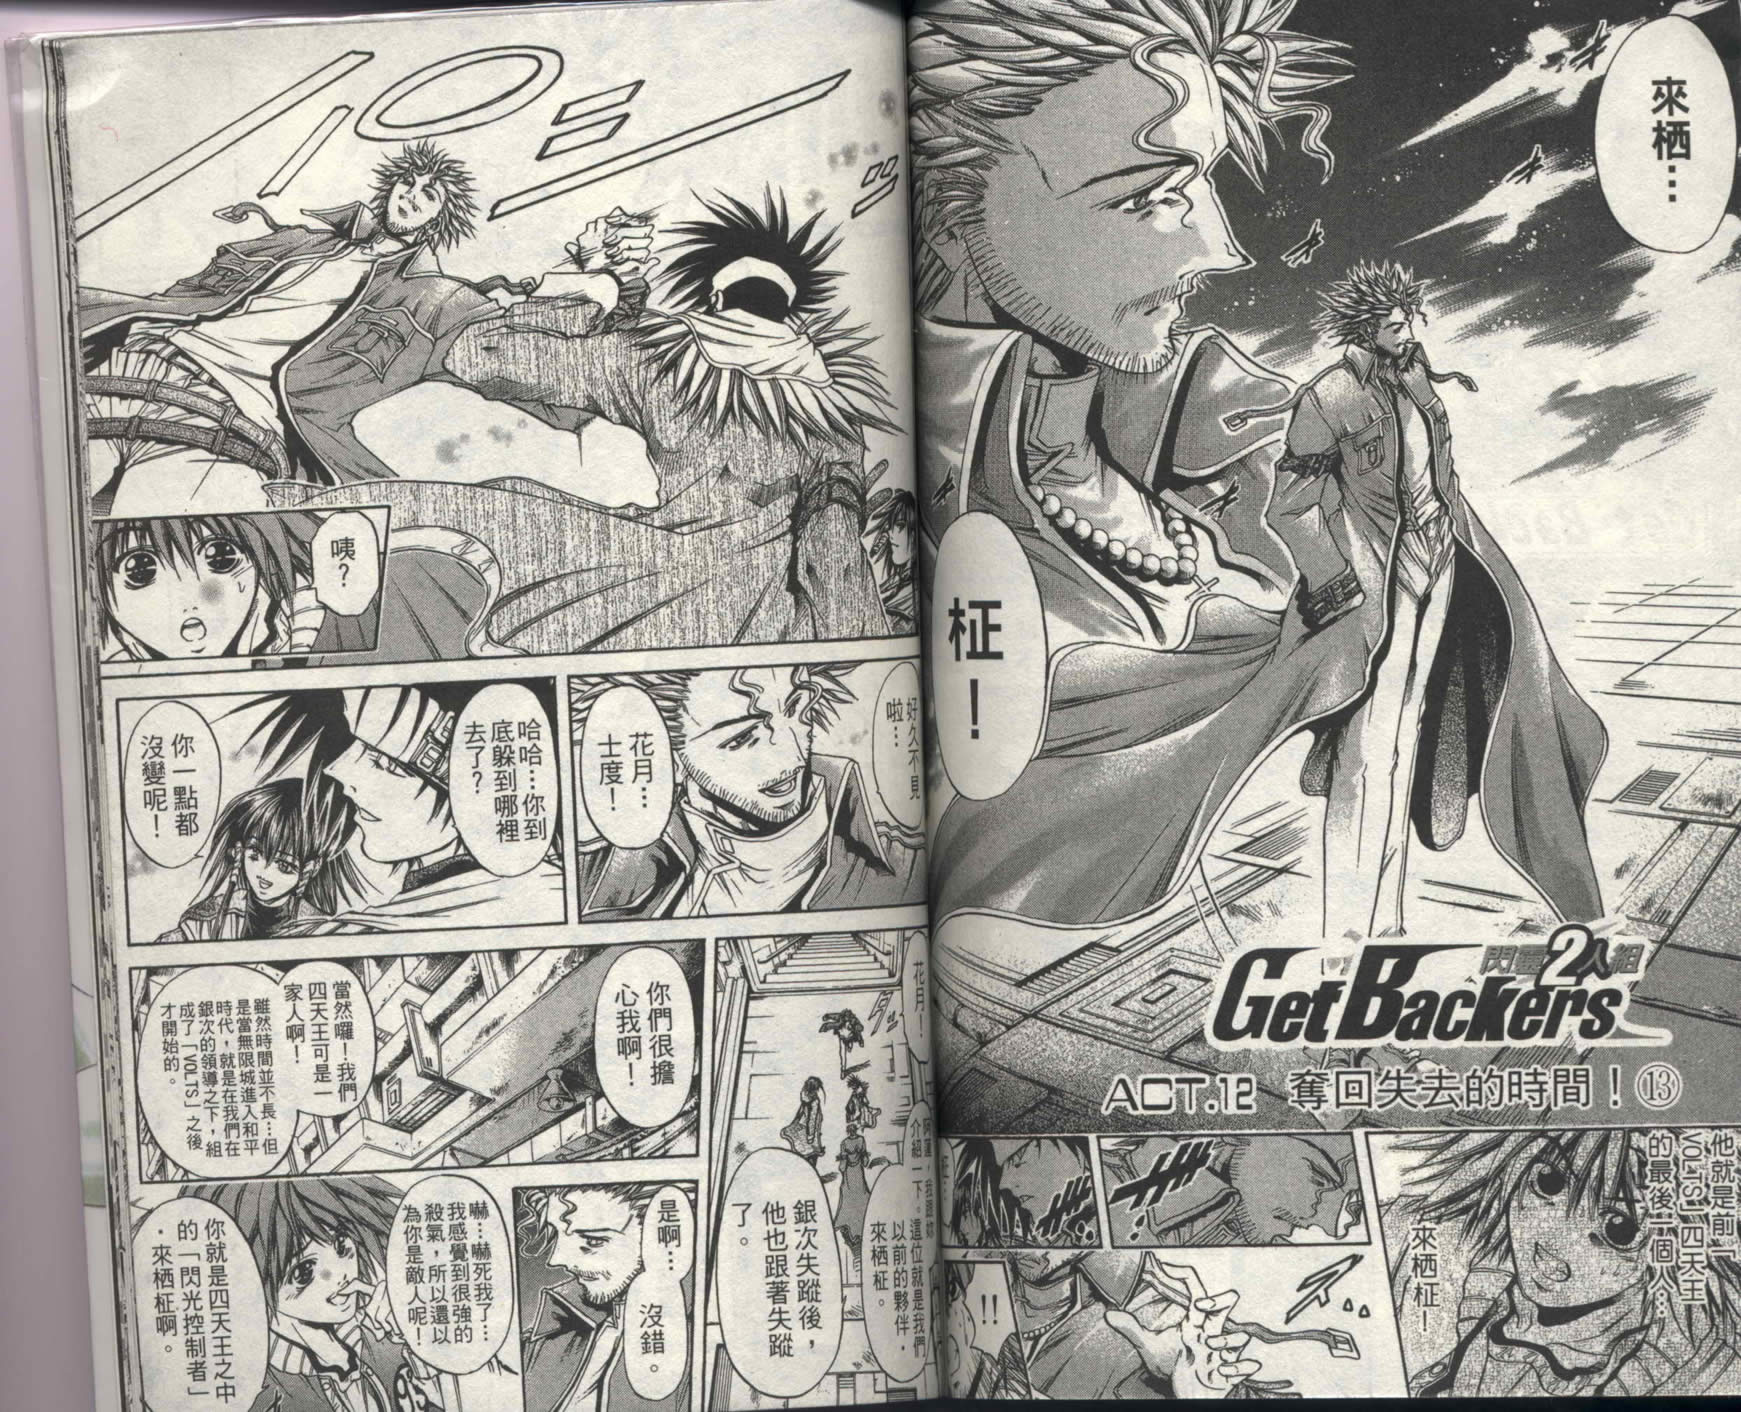 來栖…
柾！
閃靈2人組
GetBackers
ACT.12 奪回失去的時間！⑬
他就是前「
VOLTS」四天王
的最後一個人…
來栖柾！
!!
咦？
好久不見
啦…
花月…
士度！
哈哈…你到
底躲到哪裡
去了？
你一點都
沒變呢！
花月！
介紹一下。這位就是我們
以前的夥伴，
來栖柾。
銀次失蹤後，
他也跟著失蹤
了。
你們很擔
心我啊！
當然囉！我們
四天王可是一
家人啊！
雖然時間並不長…但
是當無限城進入和平
時代，就是在我們在
銀次的領導之下，組
成了「VOLTS」之後
才開始的。
是啊…
沒錯。
嚇…嚇死我了…
我感覺到很強的
殺氣，所以還以
為你是敵人呢！
你就是四天王之中
的「閃光控制者」
．來栖柾啊。